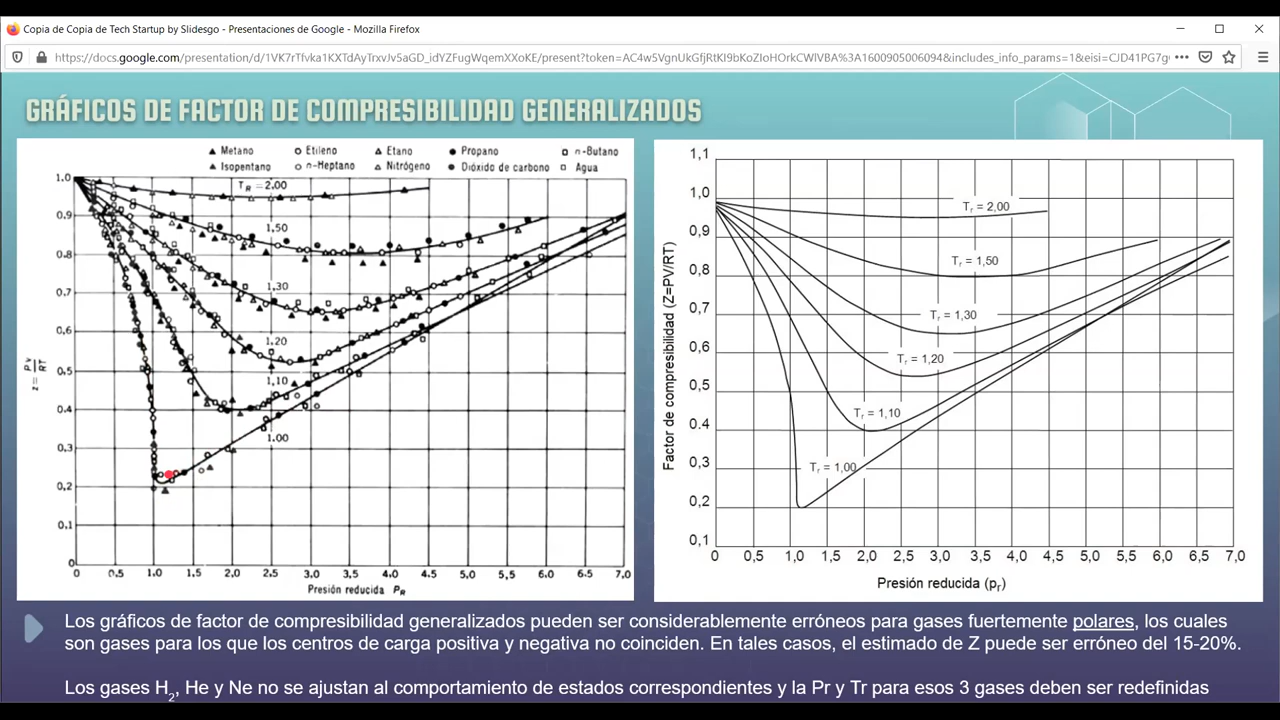 Copia de Copia de Tech Startup by Slidesgo - Presentaciones de Google - Mozilla Firefox
https://docs.google.com/presentation/d/1VK7rTfvka1KXTdAyTrxvJv5aGD_idYZFugWqemXXoKE/present?token=AC4w5VgnUkGfjRtKI9bKoZIoHOrkCWIVBA%3A1600905006094&includes_info_params=1&eisi=CJD41PG7g
GRÁFICOS DE FACTOR DE COMPRESIBILIDAD GENERALIZADOS
Metano Etileno Etano Propano n-Butano
Isopentano n-Heptano Nitrógeno Dióxido de carbono Agua
1.0
0,9
0,8
0,7
0,6
0,5
0,4
0,3
0,2
0,1
0
z = Pv/RT
TR = 2,00
1,50
1,30
1,20
1,10
1.00
0 0,5 1.0 1.5 2,0 2,5 3.0 3.5 4.0 4.5 5,0 5.5 6.0 6.5 7.0
Presión reducida PR
1,1
1,0
0,9
0,8
0,7
0,6
0,5
0.4
0,3
0,2
0,1
Factor de compresibilidad (Z=PV/RT)
Tr = 2,00
Tr = 1,50
Tr = 1,30
Tr = 1,20
Tr = 1,10
Tr = 1,00
0 0,5 1,0 1,5 2,0 2,5 3,0 3,5 4,0 4,5 5,0 5,5 6,0 6,5 7,0
Presión reducida (pr)
Los gráficos de factor de compresibilidad generalizados pueden ser considerablemente erróneos para gases fuertemente polares, los cuales
son gases para los que los centros de carga positiva y negativa no coinciden. En tales casos, el estimado de Z puede ser erróneo del 15-20%.
Los gases H2, He y Ne no se ajustan al comportamiento de estados correspondientes y la Pr y Tr para esos 3 gases deben ser redefinidas